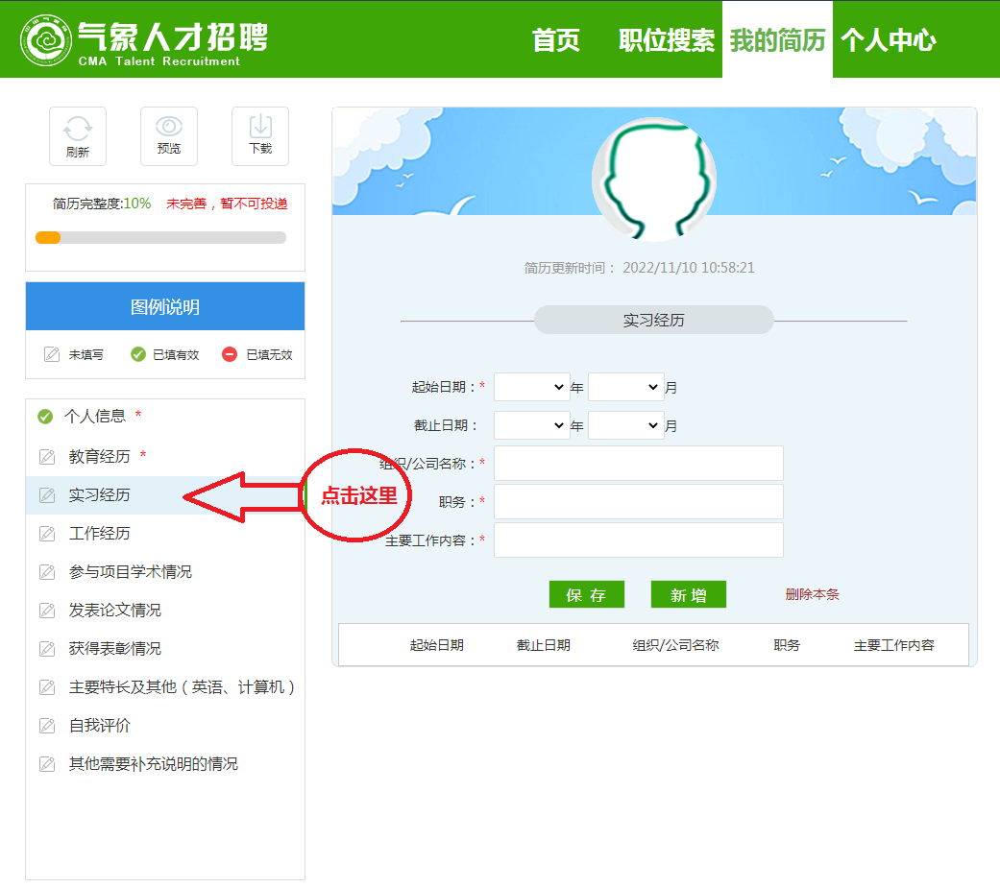 气象人才招聘
CMA Talent Recruitment
首页 职位搜索 我的简历 个人中心
刷新 预览 下载
简历完整度:10% 未完善，暂不可投递
图例说明
未填写 已填有效 已填无效
个人信息 *
教育经历 *
实习经历
工作经历
参与项目学术情况
发表论文情况
获得表彰情况
主要特长及其他（英语、计算机）
自我评价
其他需要补充说明的情况
点击这里
简历更新时间： 2022/11/10 10:58:21
实习经历
起始日期：* 年 月
截止日期： 年 月
组织/公司名称：*
职务：*
主要工作内容：*
保 存 新 增 删除本条
起始日期 截止日期 组织/公司名称 职务 主要工作内容